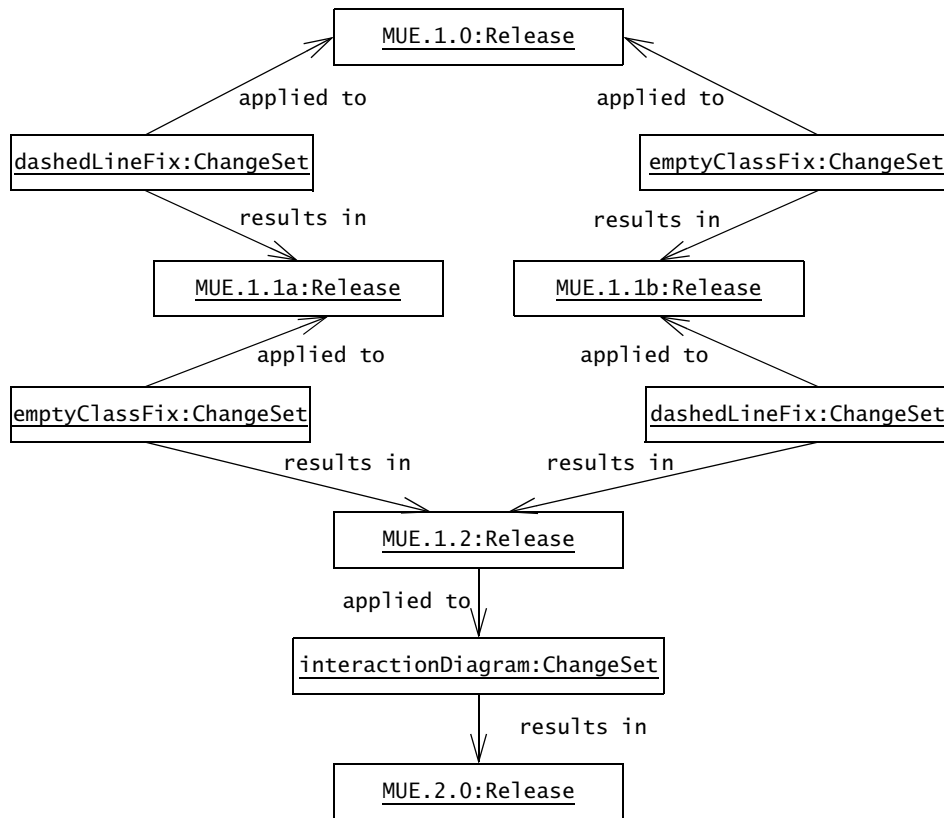 MUE.1.0:Release
applied to
applied to
dashedLineFix:ChangeSet
emptyClassFix:ChangeSet
results in
results in
MUE.1.1a:Release
MUE.1.1b:Release
applied to
applied to
emptyClassFix:ChangeSet
dashedLineFix:ChangeSet
results in
results in
MUE.1.2:Release
applied to
interactionDiagram:ChangeSet
results in
MUE.2.0:Release